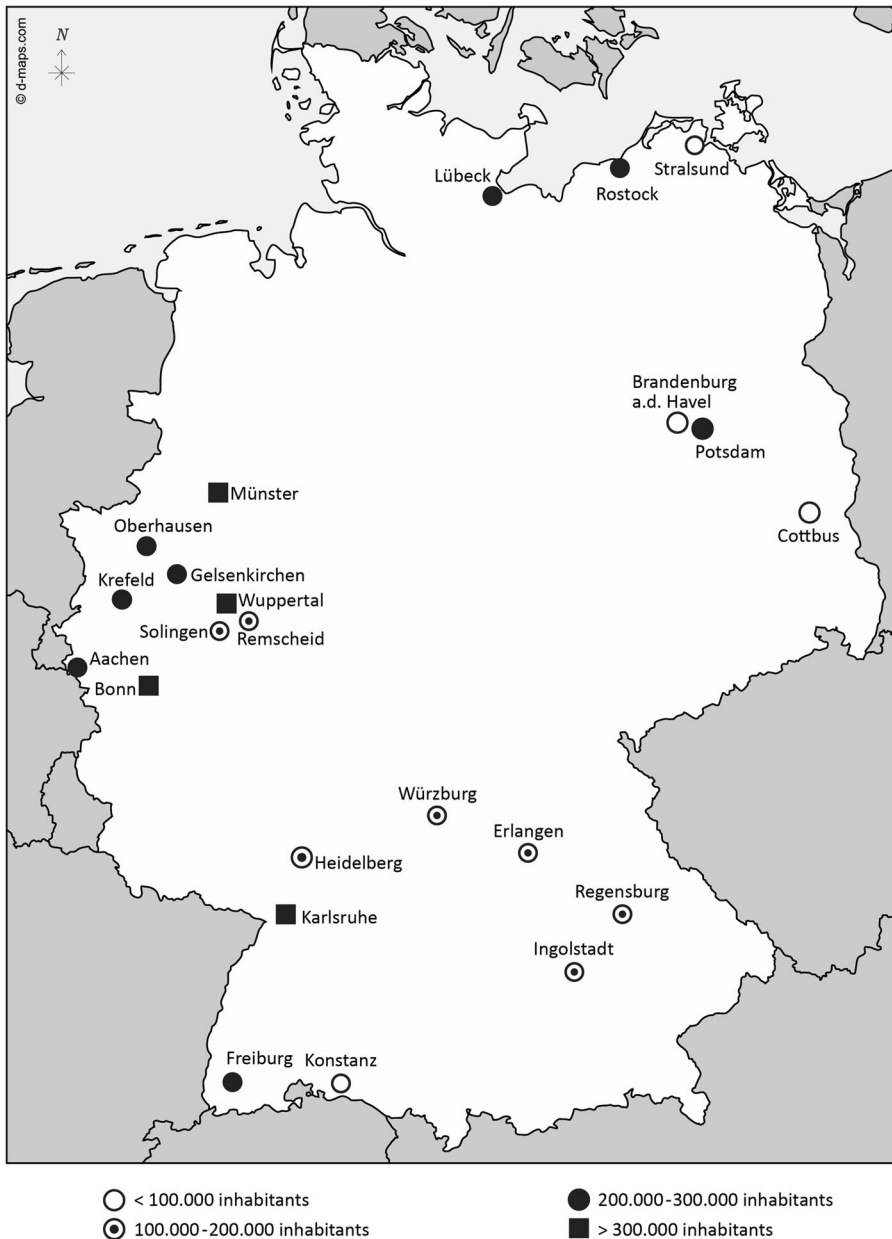 © d-maps.com
N
Lübeck
Rostock
Stralsund
Brandenburg
a.d. Havel
Potsdam
Münster
Cottbus
Oberhausen
Krefeld
Gelsenkirchen
Wuppertal
Solingen
Remscheid
Aachen
Bonn
Würzburg
Erlangen
Heidelberg
Regensburg
Karlsruhe
Ingolstadt
Freiburg
Konstanz
< 100.000 inhabitants
100.000-200.000 inhabitants
200.000-300.000 inhabitants
> 300.000 inhabitants